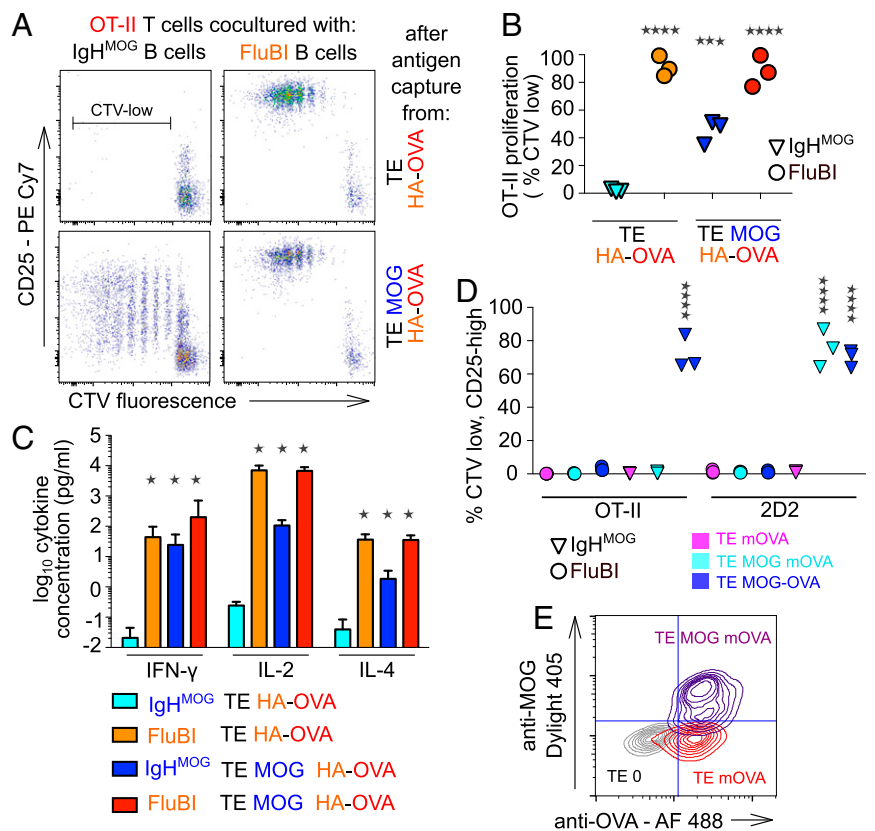 A
OT-II T cells cocultured with:
IgH^MOG B cells
FluBI B cells
after antigen capture from:
CTV-low
TE HA-OVA
TE MOG HA-OVA
CD25 - PE Cy7
CTV fluorescence
B
★★★★
★★★
★★★★
OT-II proliferation (% CTV low)
100
80
60
40
20
0
IgH^MOG
FluBI
TE HA-OVA
TE MOG HA-OVA
C
log10 cytokine concentration (pg/ml)
5
4
3
2
1
0
-1
-2
★ ★ ★
★ ★ ★
★ ★ ★
IFN-γ
IL-2
IL-4
IgH^MOG TE HA-OVA
FluBI TE HA-OVA
IgH^MOG TE MOG HA-OVA
FluBI TE MOG HA-OVA
D
% CTV low, CD25-high
100
80
60
40
20
0
★★★★
★★★★
★★★★
OT-II
2D2
IgH^MOG
FluBI
TE mOVA
TE MOG mOVA
TE MOG-OVA
E
anti-MOG Dylight 405
TE MOG mOVA
TE 0
TE mOVA
anti-OVA - AF 488